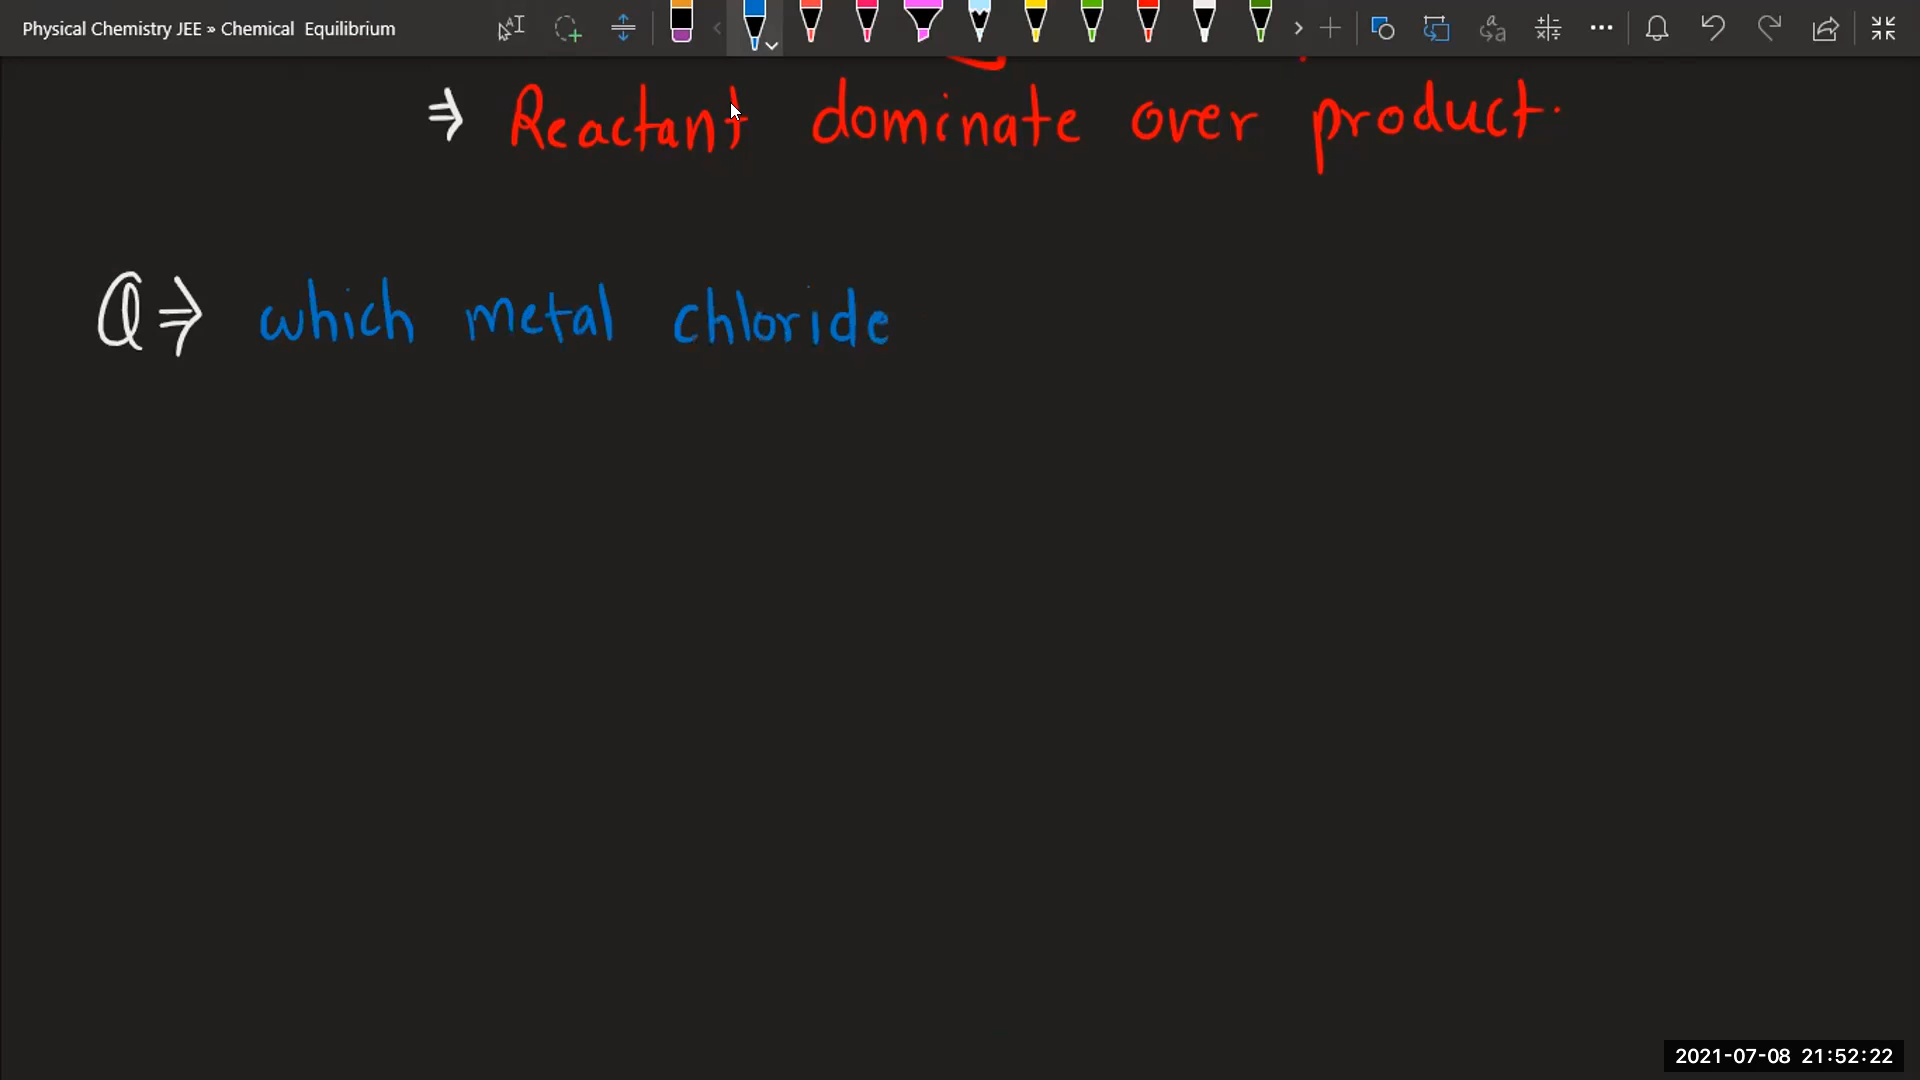 Physical Chemistry JEE » Chemical Equilibrium
⇒ Reactant dominate over product.
Q ⇒ which metal chloride
2021-07-08 21:52:22